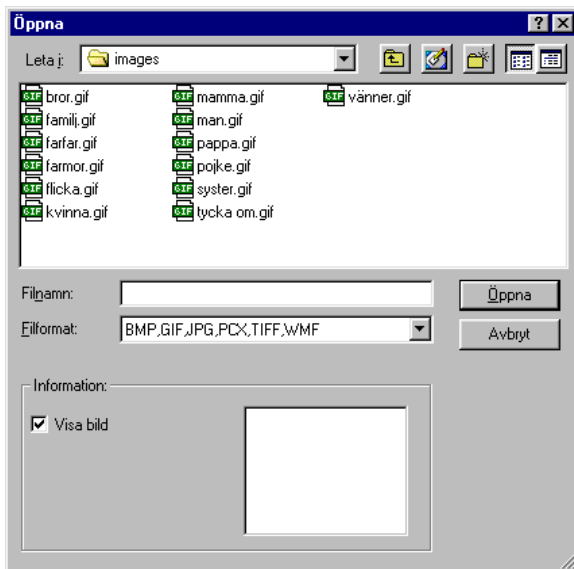 Öppna
Leta i: images
bror.gif mamma.gif vänner.gif
familj.gif man.gif
farfar.gif pappa.gif
farmor.gif pojke.gif
flicka.gif syster.gif
kvinna.gif tycka om.gif
Filnamn: Öppna
Filformat: BMP,GIF,JPG,PCX,TIFF,WMF Avbryt
Information:
Visa bild